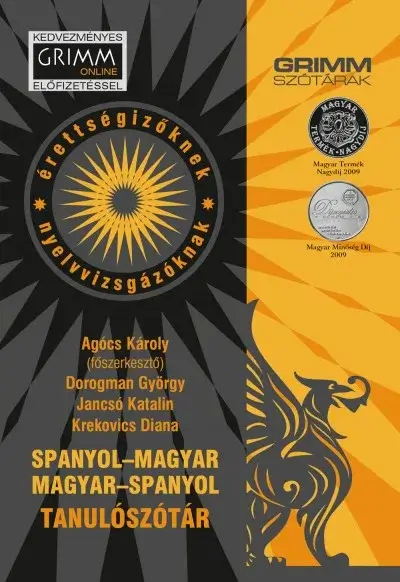 KEDVEZMÉNYES
GRIMM
ONLINE
ELŐFIZETÉSSEL
GRIMM
SZÓTÁRAK
MAGYAR
TERMÉK NAGYDÍJ
Magyar Termék
Nagydíj 2009
Magyar Minőség Díj
2009
érettségizőknek
nyelvvizsgázóknak
Agócs Károly
(főszerkesztő)
Dorogman György
Jancsó Katalin
Krekovics Diana
SPANYOL–MAGYAR
MAGYAR–SPANYOL
TANULÓSZÓTÁR